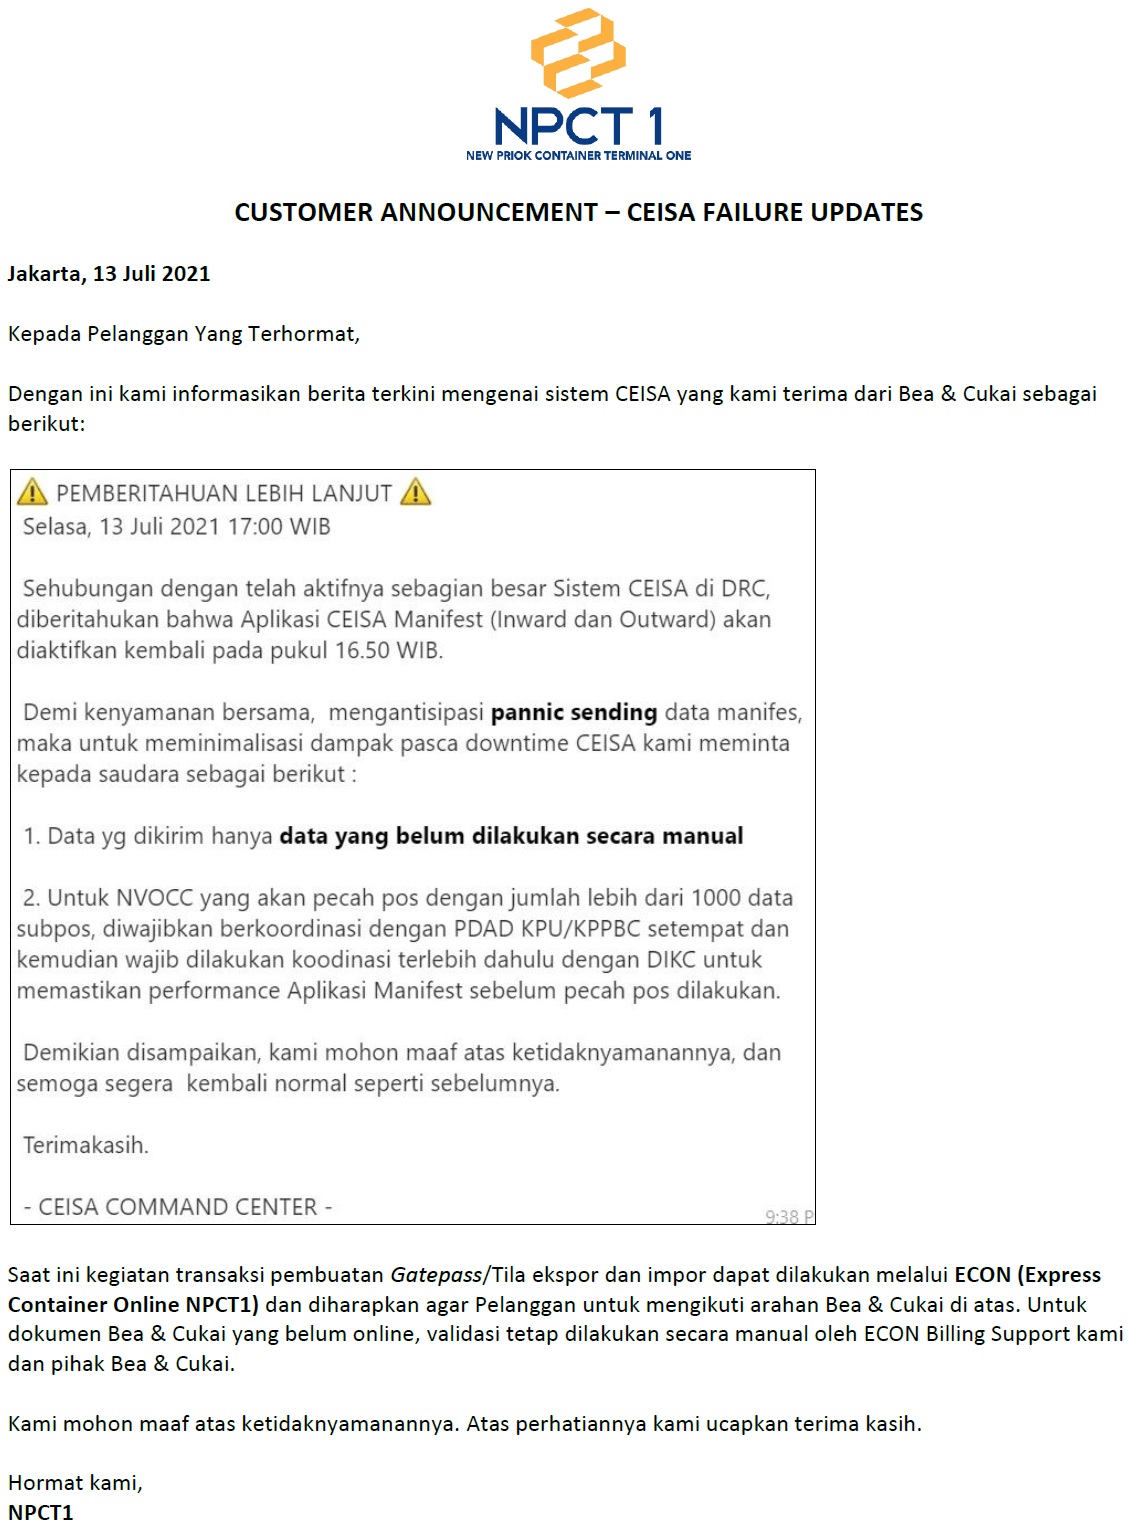 NPCT 1
NEW PRIOK CONTAINER TERMINAL ONE
CUSTOMER ANNOUNCEMENT – CEISA FAILURE UPDATES
Jakarta, 13 Juli 2021
Kepada Pelanggan Yang Terhormat,
Dengan ini kami informasikan berita terkini mengenai sistem CEISA yang kami terima dari Bea & Cukai sebagai
berikut:
⚠ PEMBERITAHUAN LEBIH LANJUT ⚠
Selasa, 13 Juli 2021 17:00 WIB
Sehubungan dengan telah aktifnya sebagian besar Sistem CEISA di DRC,
diberitahukan bahwa Aplikasi CEISA Manifest (Inward dan Outward) akan
diaktifkan kembali pada pukul 16.50 WIB.
Demi kenyamanan bersama,  mengantisipasi pannic sending data manifes,
maka untuk meminimalisasi dampak pasca downtime CEISA kami meminta
kepada saudara sebagai berikut :
1. Data yg dikirim hanya data yang belum dilakukan secara manual
2. Untuk NVOCC yang akan pecah pos dengan jumlah lebih dari 1000 data
subpos, diwajibkan berkoordinasi dengan PDAD KPU/KPPBC setempat dan
kemudian wajib dilakukan koodinasi terlebih dahulu dengan DIKC untuk
memastikan performance Aplikasi Manifest sebelum pecah pos dilakukan.
Demikian disampaikan, kami mohon maaf atas ketidaknyamanannya, dan
semoga segera  kembali normal seperti sebelumnya.
Terimakasih.
- CEISA COMMAND CENTER -
9:38 P
Saat ini kegiatan transaksi pembuatan Gatepass/Tila ekspor dan impor dapat dilakukan melalui ECON (Express
Container Online NPCT1) dan diharapkan agar Pelanggan untuk mengikuti arahan Bea & Cukai di atas. Untuk
dokumen Bea & Cukai yang belum online, validasi tetap dilakukan secara manual oleh ECON Billing Support kami
dan pihak Bea & Cukai.
Kami mohon maaf atas ketidaknyamanannya. Atas perhatiannya kami ucapkan terima kasih.
Hormat kami,
NPCT1